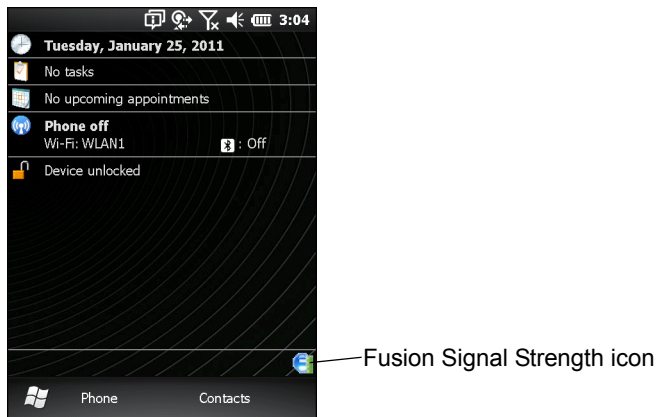 3:04
Tuesday, January 25, 2011
No tasks
No upcoming appointments
Phone off
Wi-Fi: WLAN1 : Off
Device unlocked
Fusion Signal Strength icon
Phone Contacts